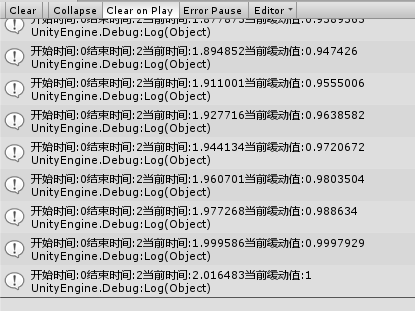 Clear Collapse Clear on Play Error Pause Editor
开始时间:0结束时间:2当前时间:1.877873当前缓动值:0.9389363
UnityEngine.Debug:Log(Object)
开始时间:0结束时间:2当前时间:1.894852当前缓动值:0.947426
UnityEngine.Debug:Log(Object)
开始时间:0结束时间:2当前时间:1.911001当前缓动值:0.9555006
UnityEngine.Debug:Log(Object)
开始时间:0结束时间:2当前时间:1.927716当前缓动值:0.9638582
UnityEngine.Debug:Log(Object)
开始时间:0结束时间:2当前时间:1.944134当前缓动值:0.9720672
UnityEngine.Debug:Log(Object)
开始时间:0结束时间:2当前时间:1.960701当前缓动值:0.9803504
UnityEngine.Debug:Log(Object)
开始时间:0结束时间:2当前时间:1.977268当前缓动值:0.988634
UnityEngine.Debug:Log(Object)
开始时间:0结束时间:2当前时间:1.999586当前缓动值:0.9997929
UnityEngine.Debug:Log(Object)
开始时间:0结束时间:2当前时间:2.016483当前缓动值:1
UnityEngine.Debug:Log(Object)